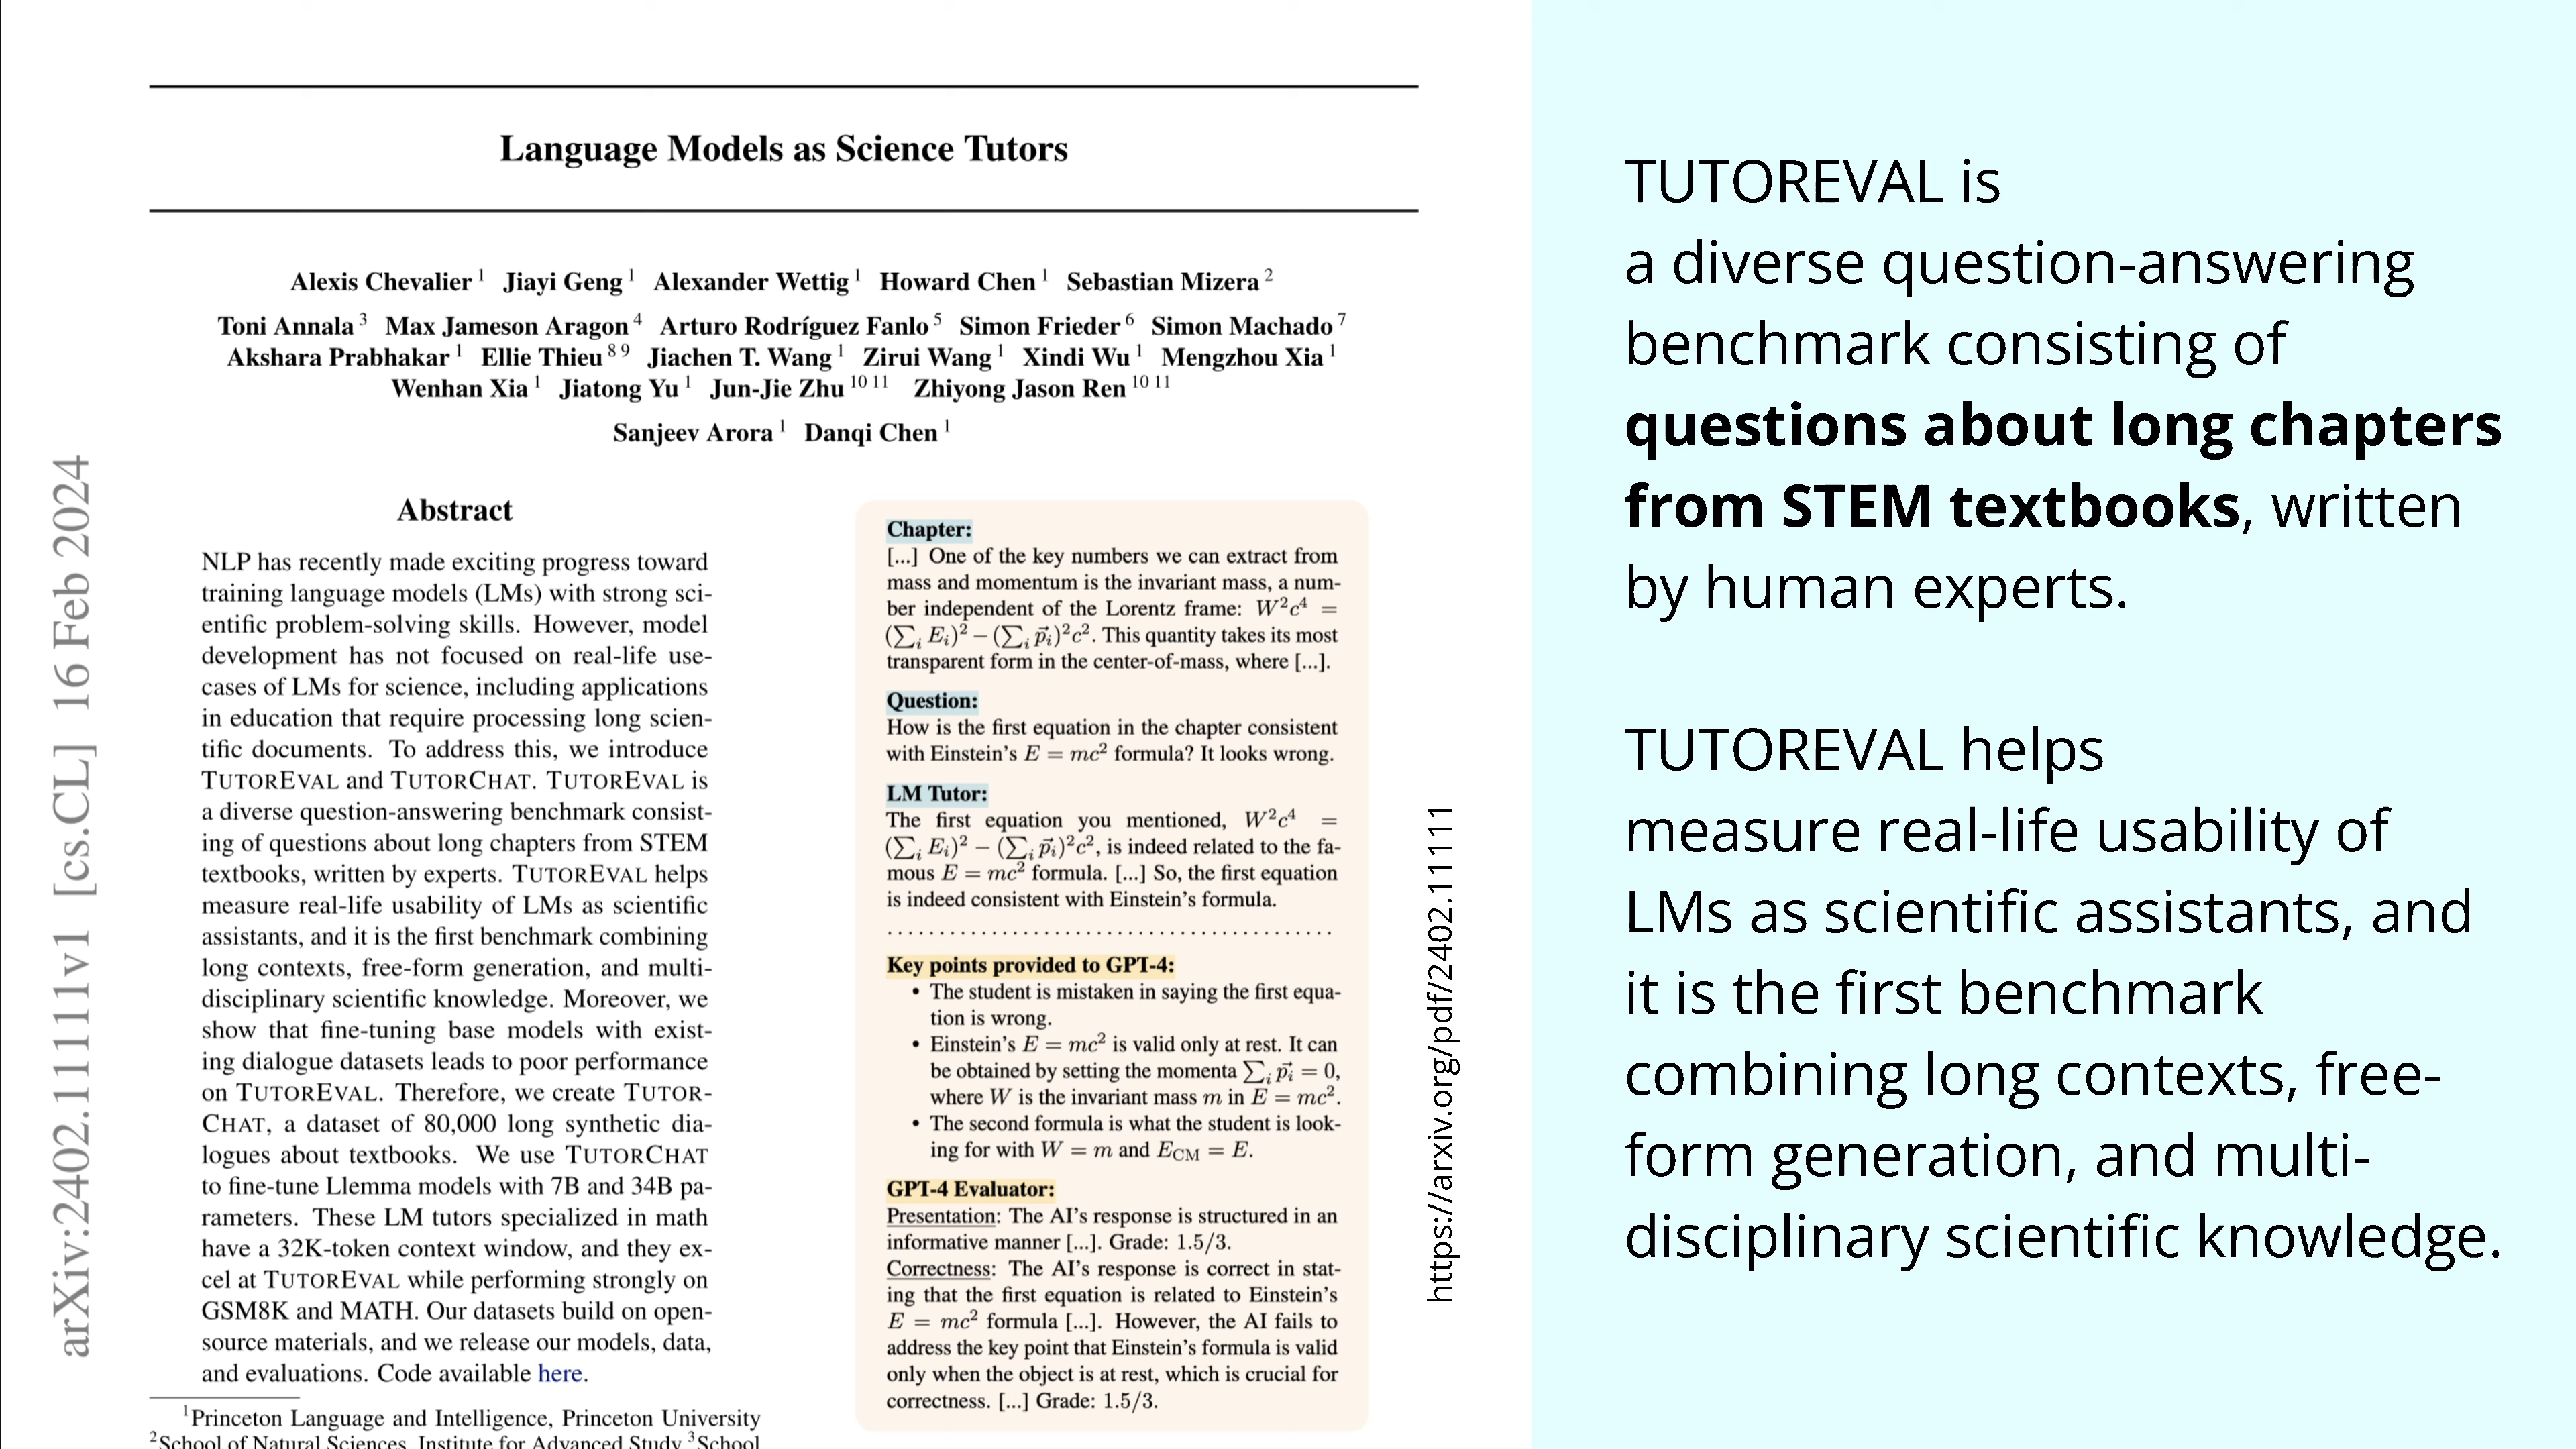 Language Models as Science Tutors
Alexis Chevalier 1 Jiayi Geng 1 Alexander Wettig 1 Howard Chen 1 Sebastian Mizera 2
Toni Annala 3 Max Jameson Aragon 4 Arturo Rodríguez Fanlo 5 Simon Frieder 6 Simon Machado 7
Akshara Prabhakar 1 Ellie Thieu 8 9 Jiachen T. Wang 1 Zirui Wang 1 Xindi Wu 1 Mengzhou Xia 1
Wenhan Xia 1 Jiatong Yu 1 Jun-Jie Zhu 10 11 Zhiyong Jason Ren 10 11
Sanjeev Arora 1 Danqi Chen 1
arXiv:2402.11111v1 [cs.CL] 16 Feb 2024
Abstract
NLP has recently made exciting progress toward
training language models (LMs) with strong sci-
entific problem-solving skills. However, model
development has not focused on real-life use-
cases of LMs for science, including applications
in education that require processing long scien-
tific documents. To address this, we introduce
TUTOREVAL and TUTORCHAT. TUTOREVAL is
a diverse question-answering benchmark consist-
ing of questions about long chapters from STEM
textbooks, written by experts. TUTOREVAL helps
measure real-life usability of LMs as scientific
assistants, and it is the first benchmark combining
long contexts, free-form generation, and multi-
disciplinary scientific knowledge. Moreover, we
show that fine-tuning base models with exist-
ing dialogue datasets leads to poor performance
on TUTOREVAL. Therefore, we create TUTOR-
CHAT, a dataset of 80,000 long synthetic dia-
logues about textbooks. We use TUTORCHAT
to fine-tune Llemma models with 7B and 34B pa-
rameters. These LM tutors specialized in math
have a 32K-token context window, and they ex-
cel at TUTOREVAL while performing strongly on
GSM8K and MATH. Our datasets build on open-
source materials, and we release our models, data,
and evaluations. Code available here.
1Princeton Language and Intelligence, Princeton University
2School of Natural Sciences, Institute for Advanced Study 3School
Chapter:
[...] One of the key numbers we can extract from
mass and momentum is the invariant mass, a num-
ber independent of the Lorentz frame: W²c⁴ =
(∑ᵢ Eᵢ)² − (∑ᵢ p⃗ᵢ)²c². This quantity takes its most
transparent form in the center-of-mass, where [...].
Question:
How is the first equation in the chapter consistent
with Einstein's E = mc² formula? It looks wrong.
LM Tutor:
The first equation you mentioned, W²c⁴ =
(∑ᵢ Eᵢ)² − (∑ᵢ p⃗ᵢ)²c², is indeed related to the fa-
mous E = mc² formula. [...] So, the first equation
is indeed consistent with Einstein's formula.
Key points provided to GPT-4:
• The student is mistaken in saying the first equa-
tion is wrong.
• Einstein's E = mc² is valid only at rest. It can
be obtained by setting the momenta ∑ᵢ p⃗ᵢ = 0,
where W is the invariant mass m in E = mc².
• The second formula is what the student is look-
ing for with W = m and E_CM = E.
GPT-4 Evaluator:
Presentation: The AI's response is structured in an
informative manner [...]. Grade: 1.5/3.
Correctness: The AI's response is correct in stat-
ing that the first equation is related to Einstein's
E = mc² formula [...]. However, the AI fails to
address the key point that Einstein's formula is valid
only when the object is at rest, which is crucial for
correctness. [...] Grade: 1.5/3.
https://arxiv.org/pdf/2402.11111
TUTOREVAL is
a diverse question-answering
benchmark consisting of
questions about long chapters
from STEM textbooks, written
by human experts.
TUTOREVAL helps
measure real-life usability of
LMs as scientific assistants, and
it is the first benchmark
combining long contexts, free-
form generation, and multi-
disciplinary scientific knowledge.